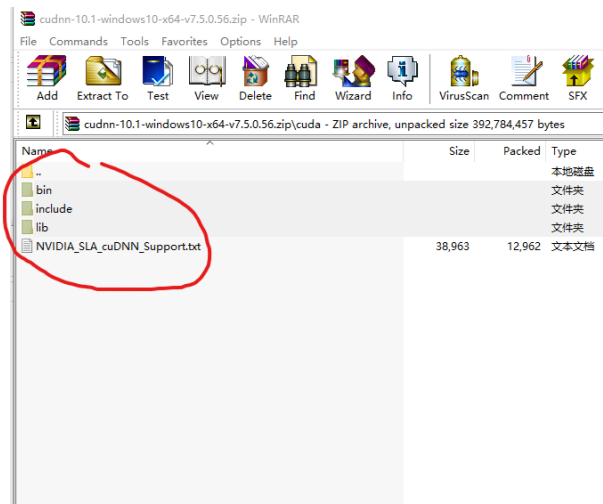 cudnn-10.1-windows10-x64-v7.5.0.56.zip - WinRAR
File Commands Tools Favorites Options Help
Add Extract To Test View Delete Find Wizard Info VirusScan Comment SFX
cudnn-10.1-windows10-x64-v7.5.0.56.zip\cuda - ZIP archive, unpacked size 392,784,457 bytes
Name Size Packed Type
.. 本地磁盘
bin 文件夹
include 文件夹
lib 文件夹
NVIDIA_SLA_cuDNN_Support.txt 38,963 12,962 文本文档